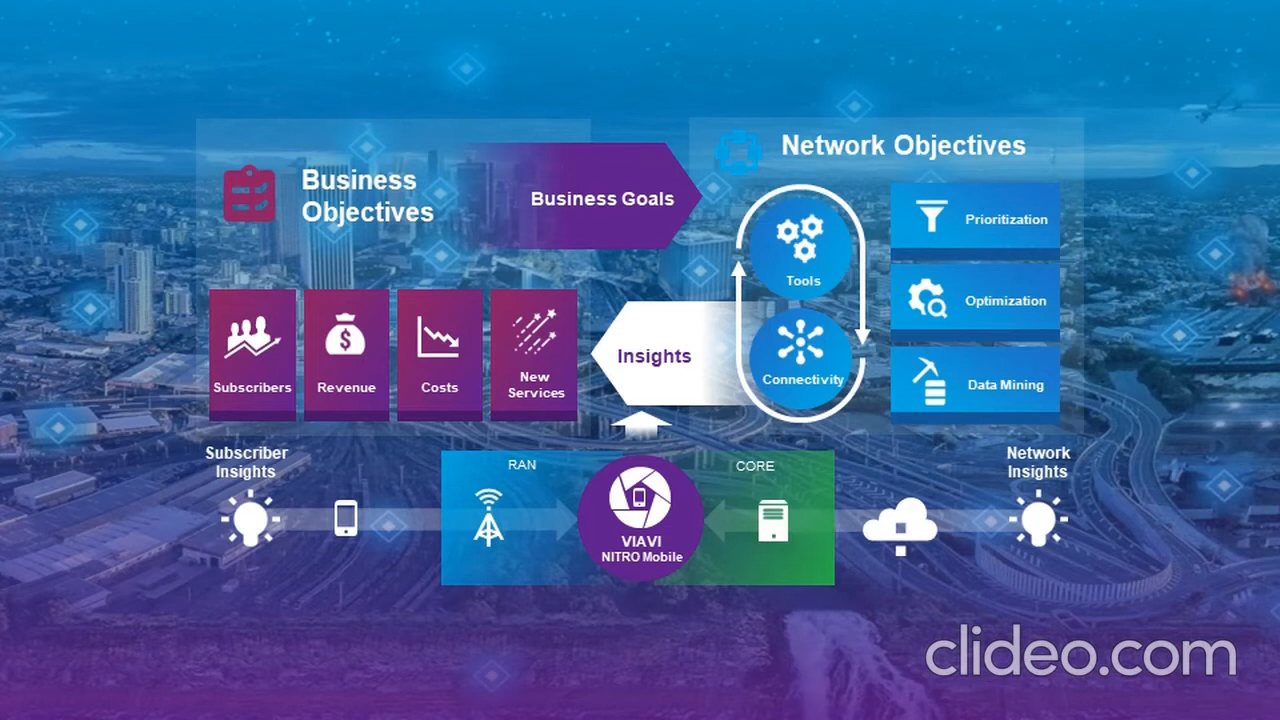 Business
Objectives
Business Goals
Network Objectives
Tools
Connectivity
Prioritization
Optimization
Data Mining
Subscribers
Revenue
Costs
New
Services
Insights
Subscriber
Insights
RAN
CORE
VIAVI
NITRO Mobile
Network
Insights
clideo.com